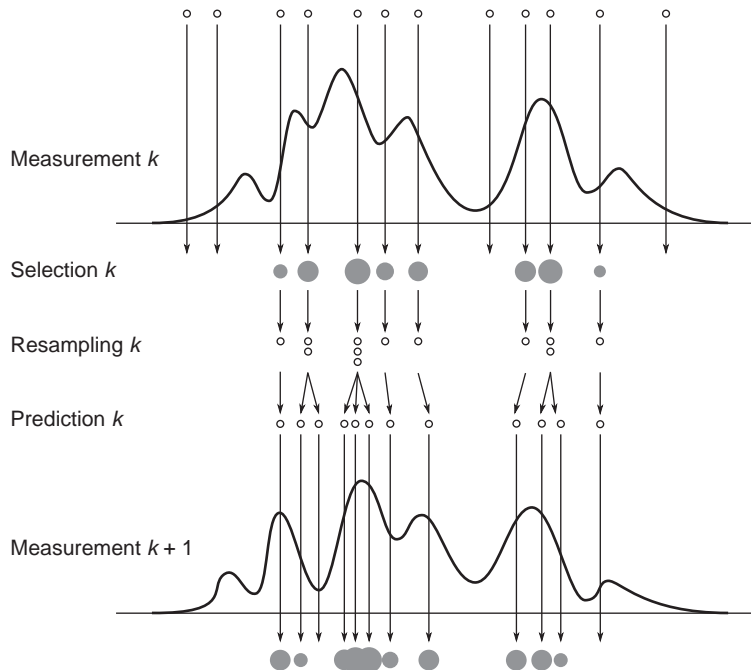 Measurement k
Selection k
Resampling k
Prediction k
Measurement k + 1